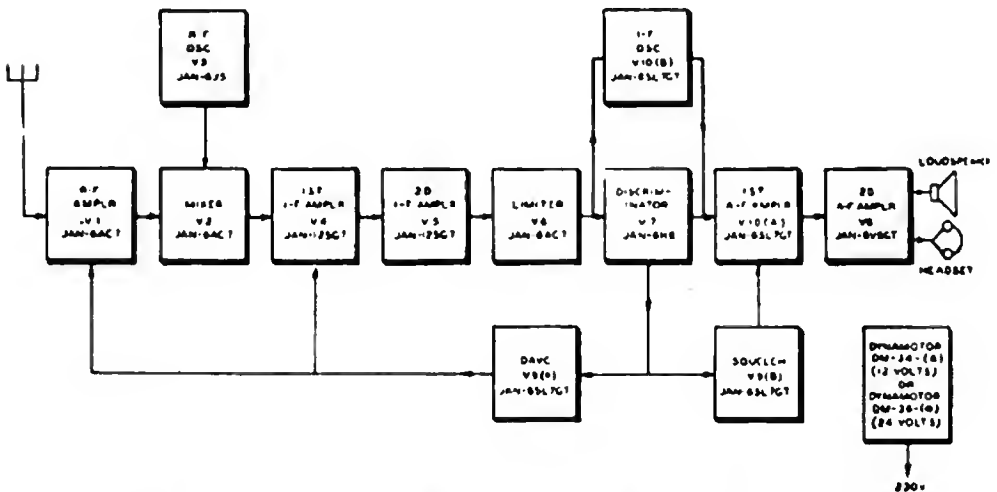 R-F
OSC
V3
JAN-6J5
I-F
OSC
V10(B)
JAN-6SL7GT
R-F
AMPLR
V1
JAN-6AC7
MIXER
V2
JAN-6AC7
1ST
I-F AMPLR
V4
JAN-12SG7
2D
I-F AMPLR
V5
JAN-12SG7
LIMITER
V6
JAN-6AC7
DISCRIM-
INATOR
V7
JAN-6H6
1ST
A-F AMPLR
V10(A)
JAN-6SL7GT
2D
A-F AMPLR
V8
JAN-6V6GT
LOUDSPEAKER
HEADSET
DAVC
JAN-6SL7GT
SQUELCH
V9(B)
JAN-6SL7GT
DYNAMOTOR
DM-34-(*)
(12 VOLTS)
OR
DYNAMOTOR
DM-36-(*)
(24 VOLTS)
220V